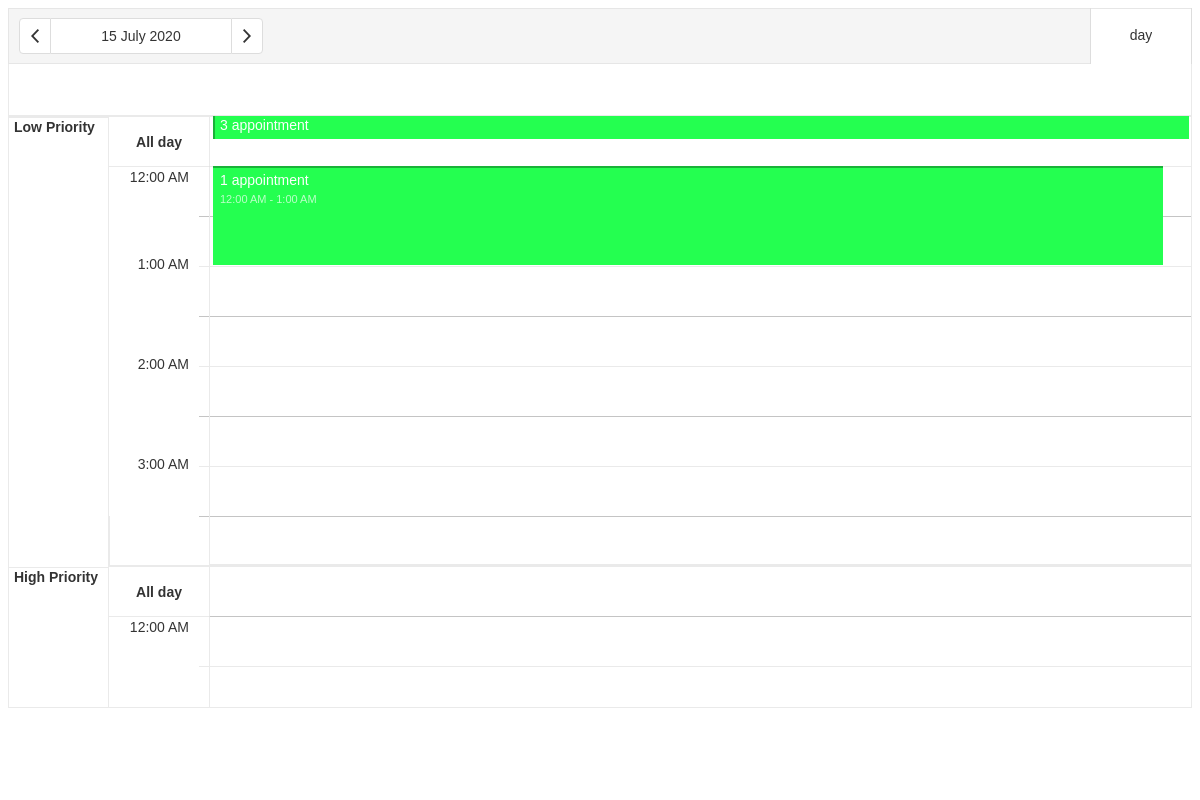 15 July 2020
day
Low Priority
All day
3 appointment
12:00 AM
1 appointment
12:00 AM - 1:00 AM
1:00 AM
2:00 AM
3:00 AM
High Priority
All day
12:00 AM